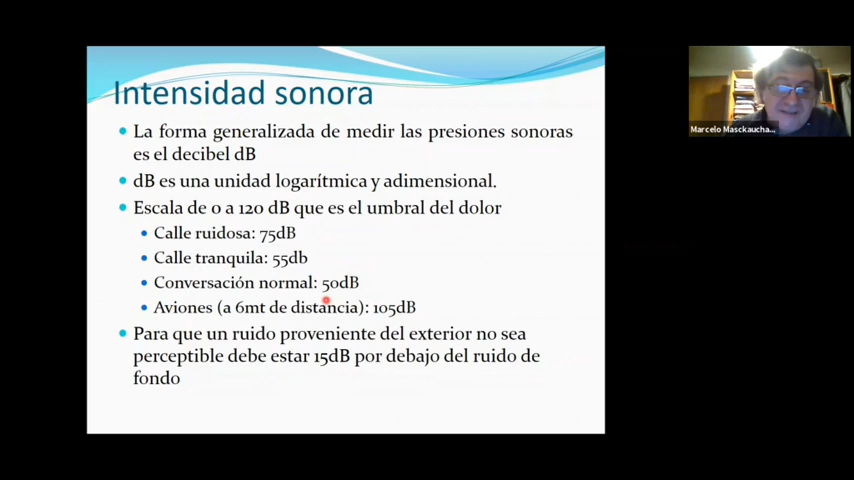 Intensidad sonora
La forma generalizada de medir las presiones sonoras
es el decibel dB
dB es una unidad logarítmica y adimensional.
Escala de 0 a 120 dB que es el umbral del dolor
Calle ruidosa: 75dB
Calle tranquila: 55db
Conversación normal: 50dB
Aviones (a 6mt de distancia): 105dB
Para que un ruido proveniente del exterior no sea
perceptible debe estar 15dB por debajo del ruido de
fondo
Marcelo Masckaucha...